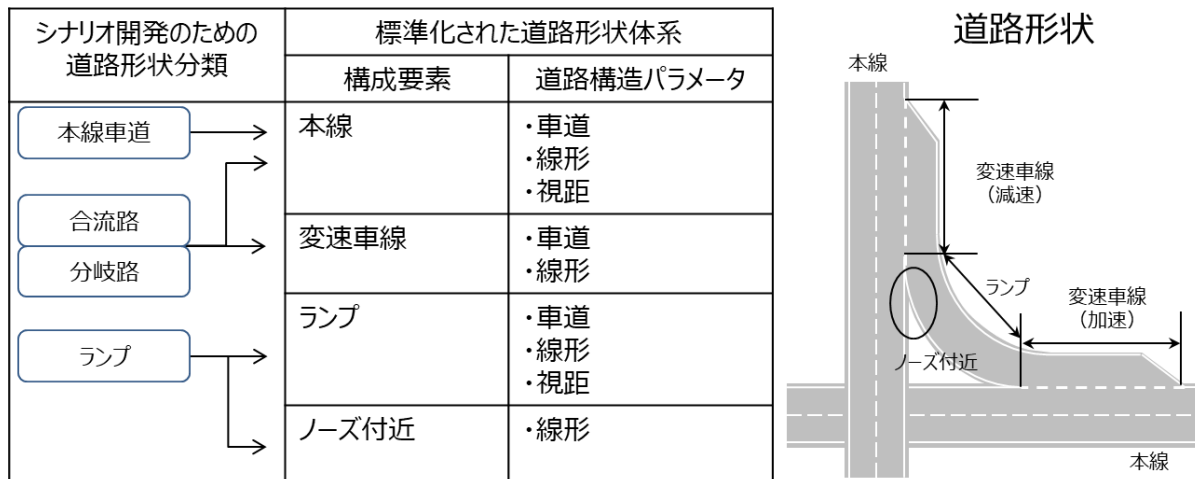 シナリオ開発のための
道路形状分類
標準化された道路形状体系
構成要素
道路構造パラメータ
本線車道
合流路
分岐路
ランプ
本線
・車道
・線形
・視距
変速車線
・車道
・線形
ランプ
・車道
・線形
・視距
ノーズ付近
・線形
道路形状
本線
変速車線
（減速）
ランプ
変速車線
（加速）
ノーズ付近
本線